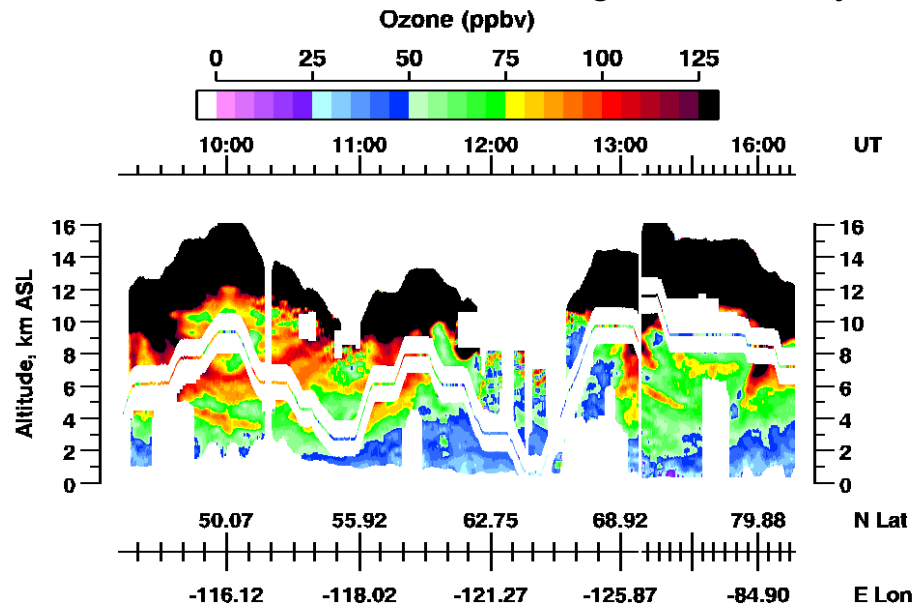 Ozone (ppbv)
0 25 50 75 100 125
10:00 11:00 12:00 13:00 16:00 UT
16 16
14 14
12 12
10 10
8 8
6 6
4 4
2 2
0 0
Altitude, km ASL
50.07 55.92 62.75 68.92 79.88 N Lat
-116.12 -118.02 -121.27 -125.87 -84.90 E Lon